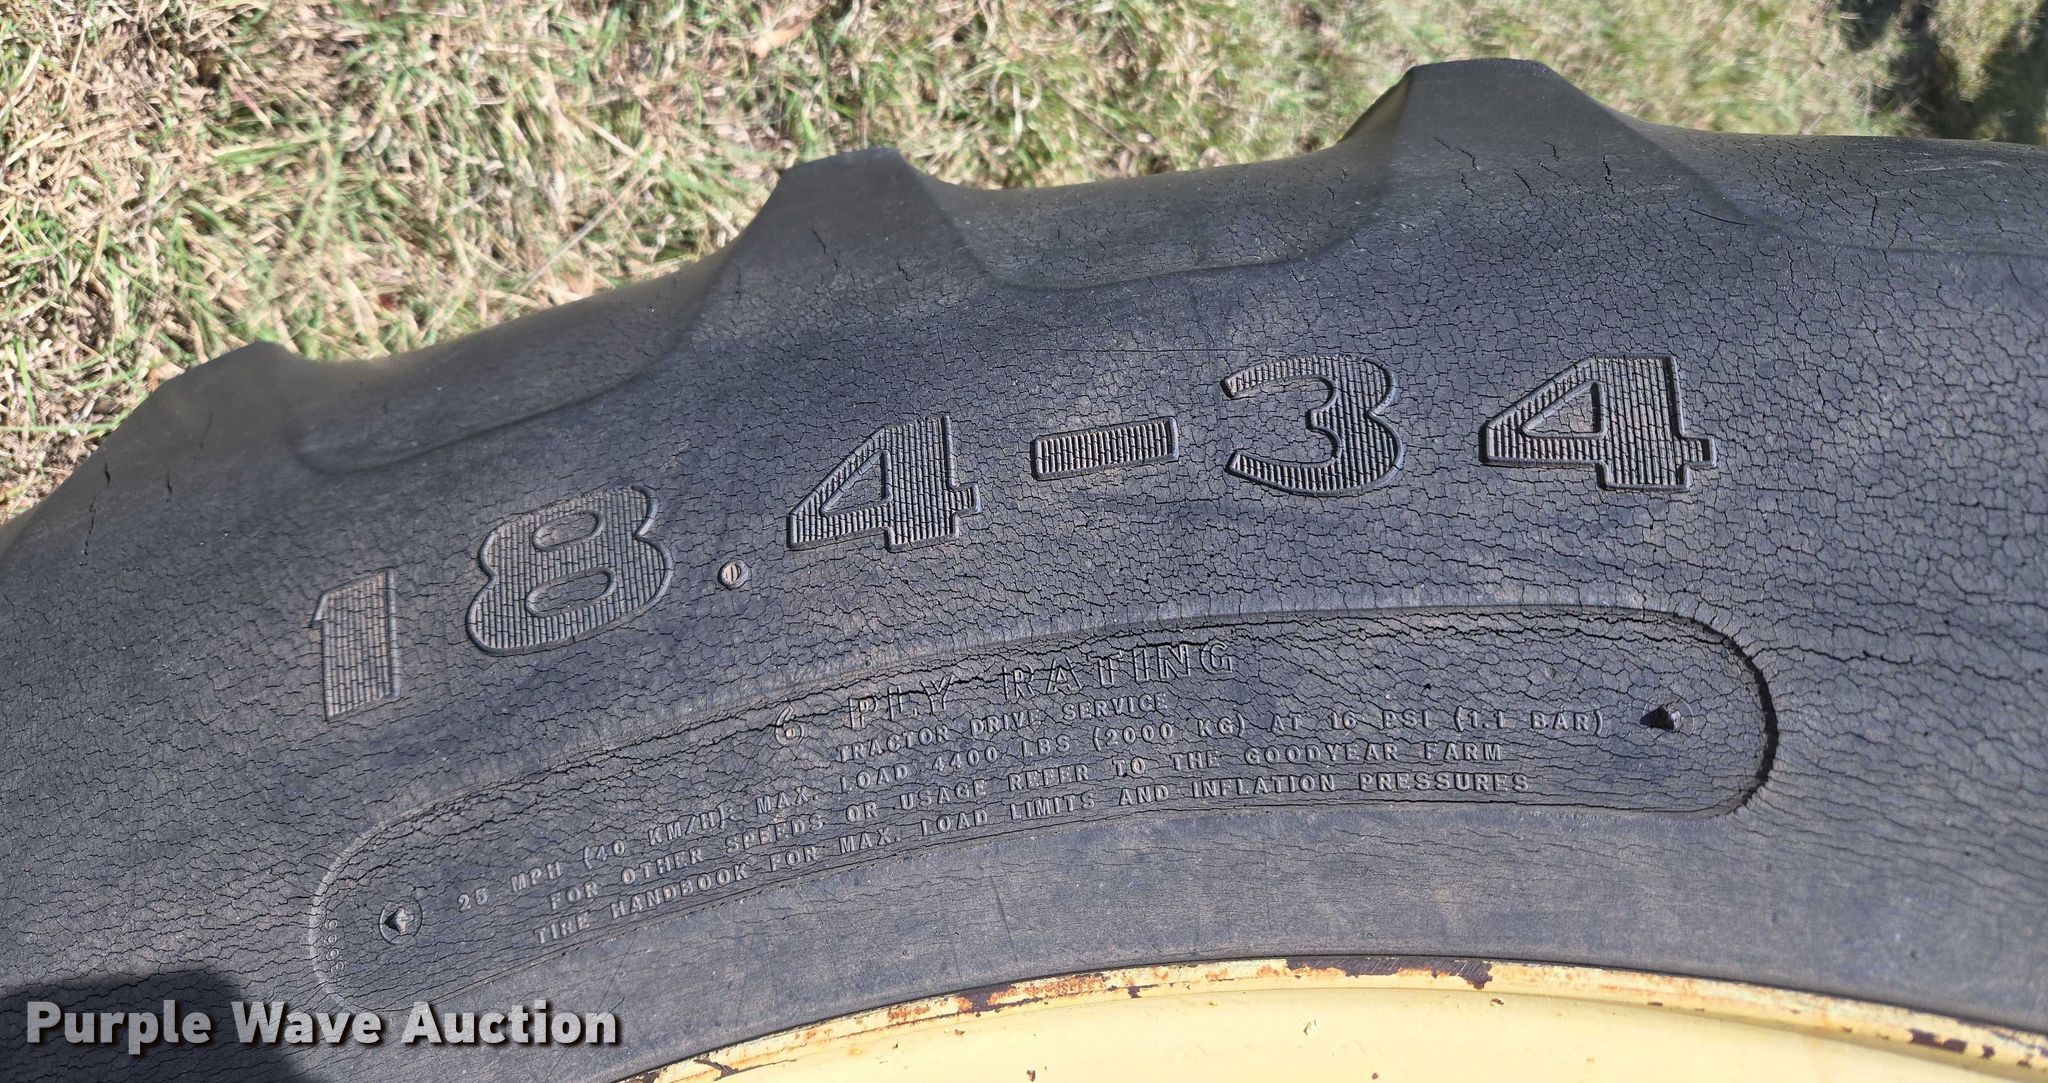 18.4-34
6 PLY RATING
TRACTOR DRIVE SERVICE
25 MPH (40 KM/H). MAX. LOAD 4400 LBS (2000 KG) AT 16 PSI (1.1 BAR)
FOR OTHER SPEEDS OR USAGE REFER TO THE GOODYEAR FARM
TIRE HANDBOOK FOR MAX. LOAD LIMITS AND INFLATION PRESSURES
Purple Wave Auction